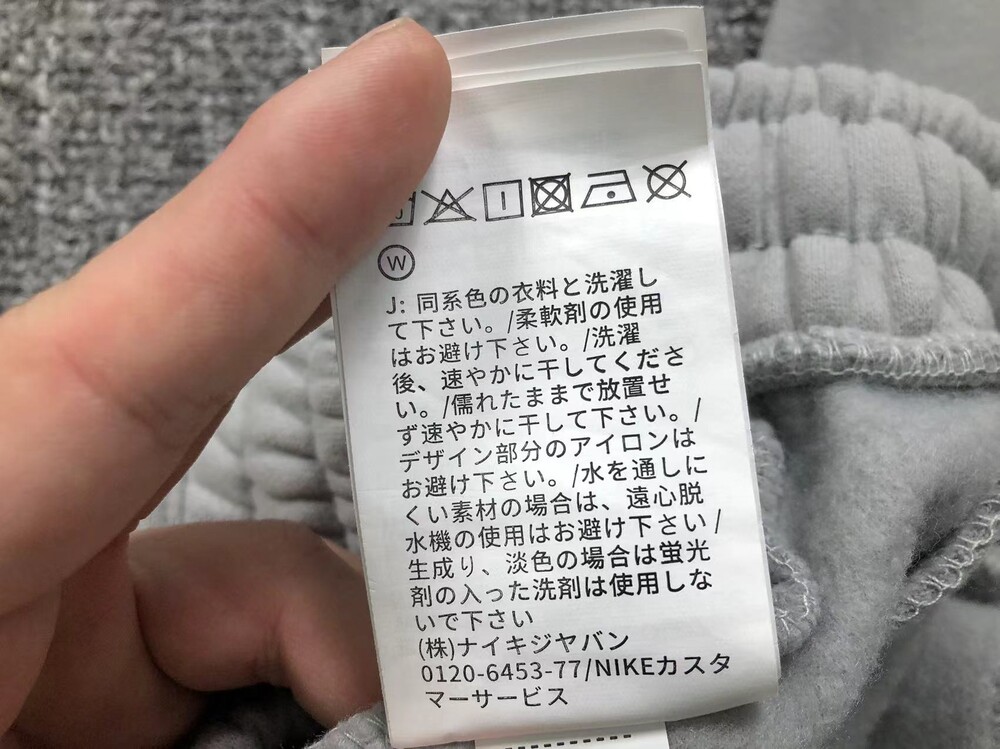 W
J: 同系色の衣料と洗濯し
て下さい。/柔軟剤の使用
はお避け下さい。/洗濯
後、速やかに干してくださ
い。/儒れたままで放置せ
ず速やかに干して下さい。/
デザイン部分のアイロンは
お避け下さい。/水を通しに
くい素材の場合は、遠心脱
水機の使用はお避け下さい/
生成り、淡色の場合は蛍光
剤の入った洗剤は使用しな
いで下さい
(株)ナイキジヤバン
0120-6453-77/NIKEカスタ
マーサービス